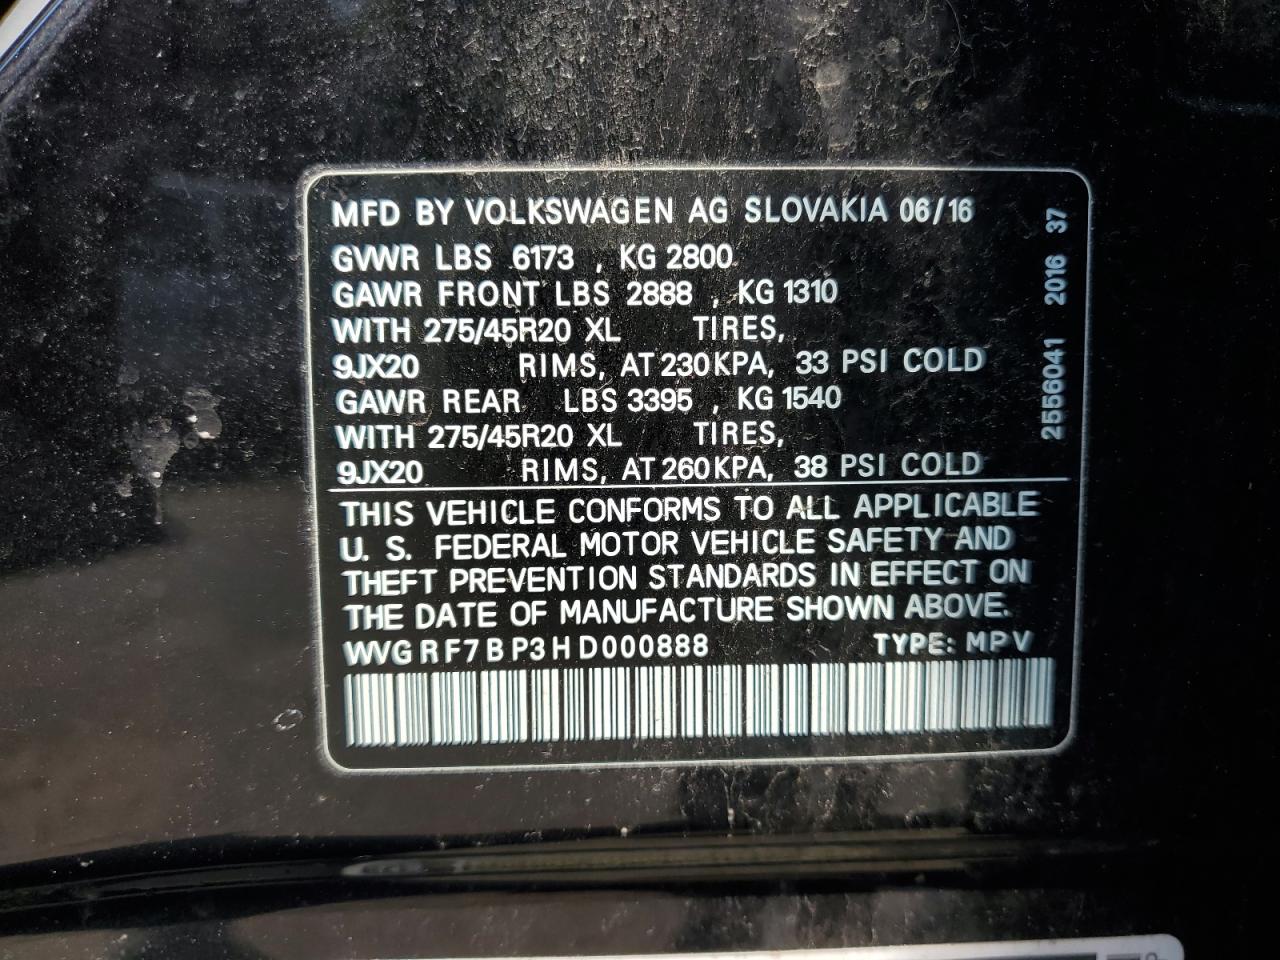 MFD BY VOLKSWAGEN AG SLOVAKIA 06/16
GVWR LBS 6173 , KG 2800
GAWR FRONT LBS 2888 , KG 1310
WITH 275/45R20 XL TIRES,
9JX20 RIMS, AT 230 KPA, 33 PSI COLD
GAWR REAR LBS 3395 , KG 1540
WITH 275/45R20 XL TIRES,
9JX20 RIMS, AT 260 KPA, 38 PSI COLD
THIS VEHICLE CONFORMS TO ALL APPLICABLE
U. S. FEDERAL MOTOR VEHICLE SAFETY AND
THEFT PREVENTION STANDARDS IN EFFECT ON
THE DATE OF MANUFACTURE SHOWN ABOVE.
WVGRF7BP3HD000888 TYPE: MPV
2556041 2016 37